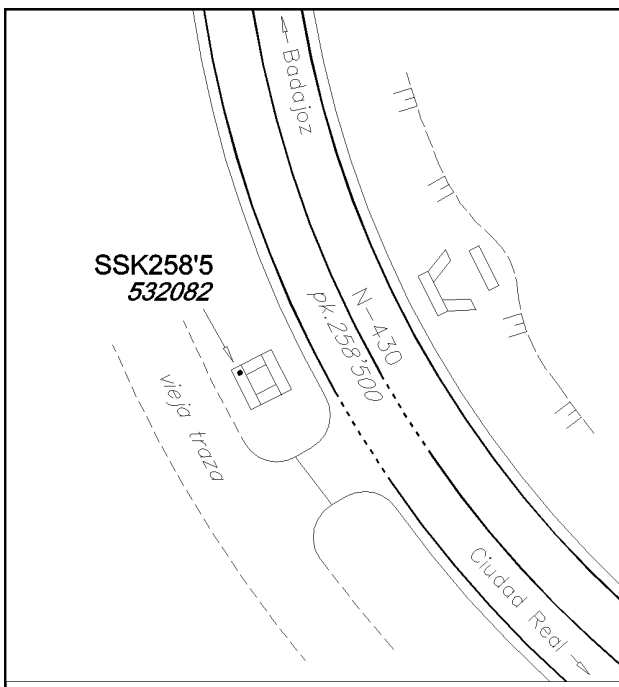 ← Badajoz
SSK258'5
532082
N-430
pk.258'500
vieja traza
Ciudad Real →